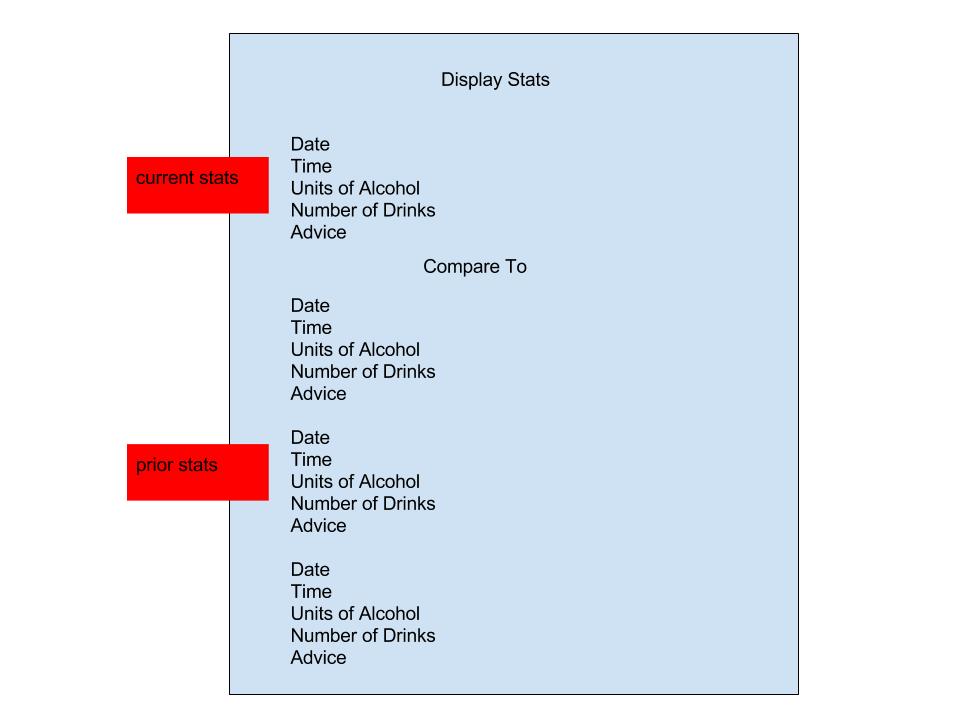 Display Stats
current stats
Date
Time
Units of Alcohol
Number of Drinks
Advice
Compare To
Date
Time
Units of Alcohol
Number of Drinks
Advice
prior stats
Date
Time
Units of Alcohol
Number of Drinks
Advice
Date
Time
Units of Alcohol
Number of Drinks
Advice